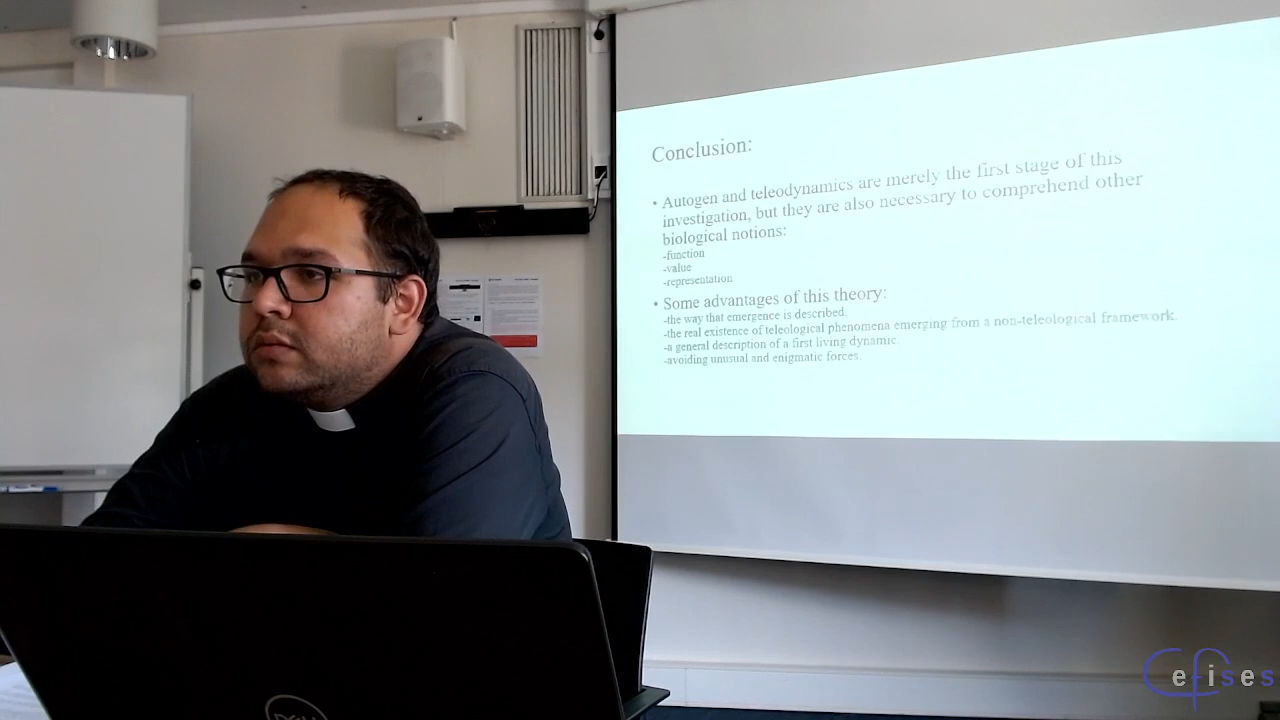 Conclusion:
• Autogen and teleodynamics are merely the first stage of this
investigation, but they are also necessary to comprehend other
biological notions:
-function
-value
-representation
• Some advantages of this theory:
-the way that emergence is described.
-the real existence of teleological phenomena emerging from a non-teleological framework.
-a general description of a first living dynamic.
-avoiding unusual and enigmatic forces.
DELL
Cefises